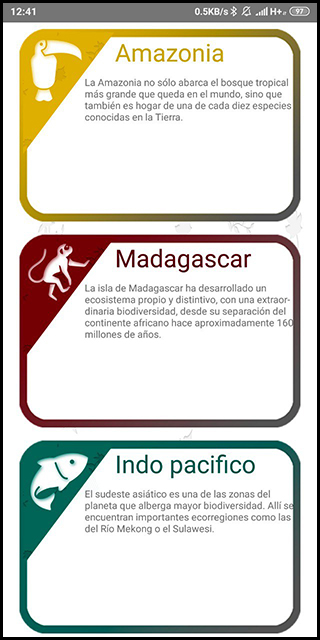 12:41 0.5KB/s H+ 97
Amazonia
La Amazonia no sólo abarca el bosque tropical
más grande que queda en el mundo, sino que
también es hogar de una de cada diez especies
conocidas en la Tierra.
Madagascar
La isla de Madagascar ha desarrollado un
ecosistema propio y distintivo, con una extraor-
dinaria biodiversidad, desde su separación del
continente africano hace aproximadamente 160
millones de años.
Indo pacifico
El sudeste asiático es una de las zonas del
planeta que alberga mayor biodiversidad. Allí se
encuentran importantes ecorregiones como las
del Río Mekong o el Sulawesi.